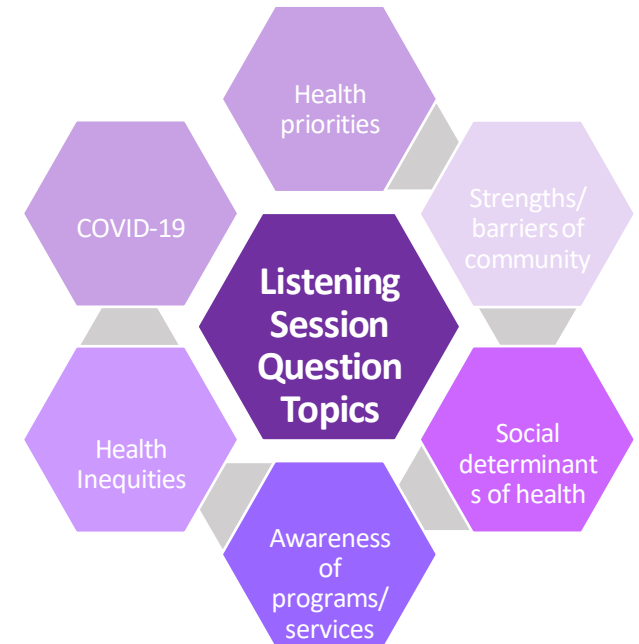 Health
priorities
Strengths/
barriers of
community
Social
determinant
s of health
Awareness
of
programs/
services
Health
Inequities
COVID-19
Listening
Session
Question
Topics